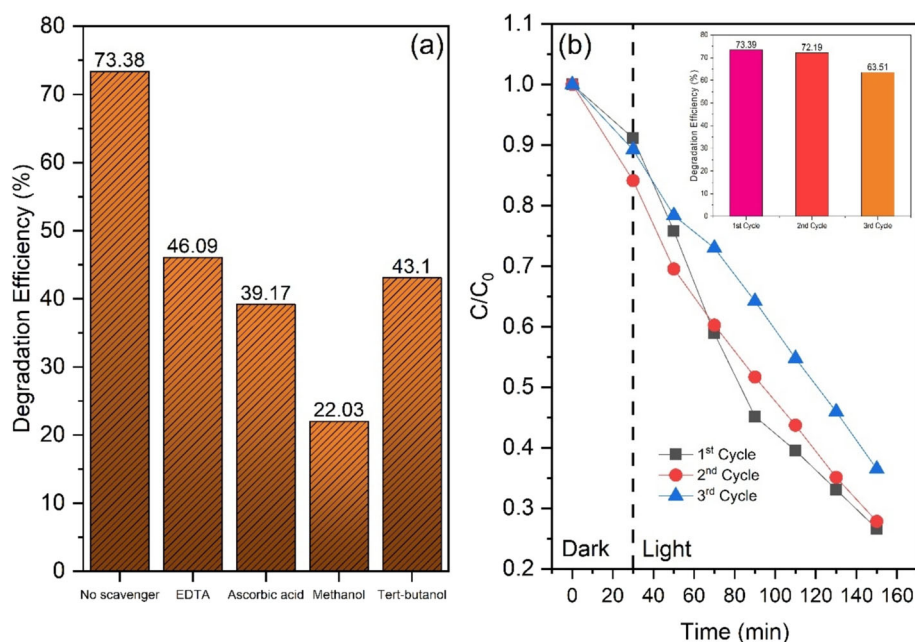 (a)
Degradation Efficiency (%)
80
70
60
50
40
30
20
10
0
73.38
46.09
39.17
22.03
43.1
No scavenger EDTA Ascorbic acid Methanol Tert-butanol
(b)
C/C0
1.0
0.9
0.8
0.7
0.6
0.5
0.4
0.3
0.2
Dark Light
1st Cycle
2nd Cycle
3rd Cycle
0 20 40 60 80 100 120 140 160
Time (min)
Degradation Efficiency (%)
80
70
60
50
40
30
20
10
0
73.39
72.19
63.51
1st Cycle 2nd Cycle 3rd Cycle